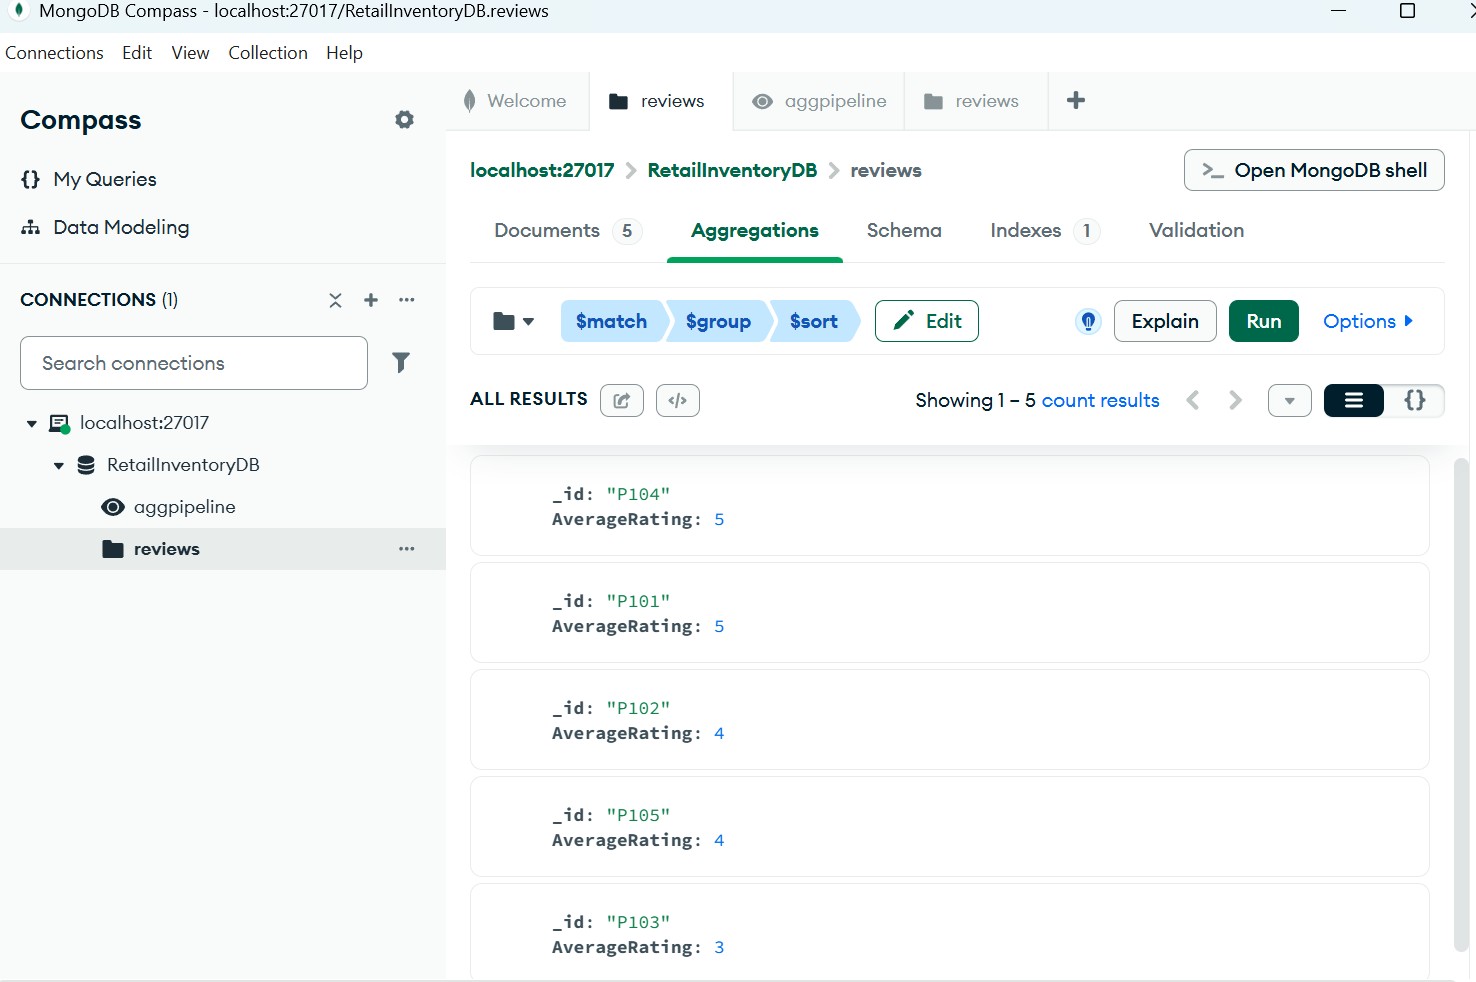 MongoDB Compass - localhost:27017/RetailInventoryDB.reviews
Connections Edit View Collection Help
Compass
My Queries
Data Modeling
CONNECTIONS (1)
Search connections
localhost:27017
RetailInventoryDB
aggpipeline
reviews
Welcome reviews aggpipeline reviews
localhost:27017 RetailInventoryDB reviews >_ Open MongoDB shell
Documents 5 Aggregations Schema Indexes 1 Validation
$match $group $sort Edit Explain Run Options
ALL RESULTS Showing 1 – 5 count results
_id: "P104"
AverageRating: 5
_id: "P101"
AverageRating: 5
_id: "P102"
AverageRating: 4
_id: "P105"
AverageRating: 4
_id: "P103"
AverageRating: 3